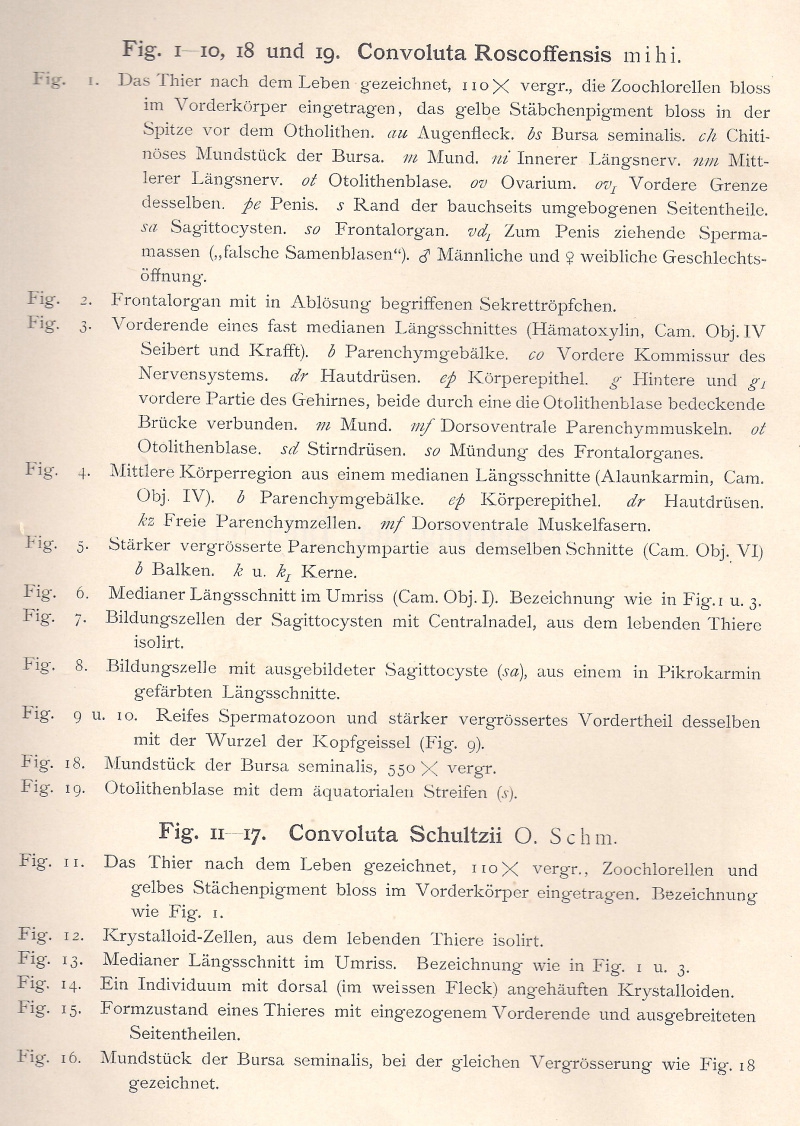 Fig. 1–10, 18 und 19. Convoluta Roscoffensis mihi.
Fig. 1. Das Thier nach dem Leben gezeichnet, 110 X vergr., die Zoochlorellen bloss
im Vorderkörper eingetragen, das gelbe Stäbchenpigment bloss in der
Spitze vor dem Otholithen. au Augenfleck. bs Bursa seminalis. ch Chiti-
nöses Mundstück der Bursa. m Mund. ni Innerer Längsnerv. nm Mitt-
lerer Längsnerv. ot Otolithenblase. ov Ovarium. ov₁ Vordere Grenze
desselben. pe Penis. s Rand der bauchseits umgebogenen Seitentheile.
sa Sagittocysten. so Frontalorgan. vd₁ Zum Penis ziehende Sperma-
massen („falsche Samenblasen“). ♂ Männliche und ♀ weibliche Geschlechts-
öffnung.
Fig. 2. Frontalorgan mit in Ablösung begriffenen Sekrettröpfchen.
Fig. 3. Vorderende eines fast medianen Längsschnittes (Hämatoxylin, Cam. Obj. IV
Seibert und Krafft). b Parenchymgebälke. co Vordere Kommissur des
Nervensystems. dr Hautdrüsen. ep Körperepithel. g Hintere und g₁
vordere Partie des Gehirnes, beide durch eine die Otolithenblase bedeckende
Brücke verbunden. m Mund. mf Dorsoventrale Parenchymmuskeln. ot
Otolithenblase. sd Stirndrüsen. so Mündung des Frontalorganes.
Fig. 4. Mittlere Körperregion aus einem medianen Längsschnitte (Alaunkarmin, Cam.
Obj. IV). b Parenchymgebälke. ep Körperepithel. dr Hautdrüsen.
kz Freie Parenchymzellen. mf Dorsoventrale Muskelfasern.
Fig. 5. Stärker vergrösserte Parenchympartie aus demselben Schnitte (Cam. Obj. VI)
b Balken. k u. k₁ Kerne.
Fig. 6. Medianer Längsschnitt im Umriss (Cam. Obj. I). Bezeichnung wie in Fig. 1 u. 3.
Fig. 7. Bildungszellen der Sagittocysten mit Centralnadel, aus dem lebenden Thiere
isolirt.
Fig. 8. Bildungszelle mit ausgebildeter Sagittocyste (sa), aus einem in Pikrokarmin
gefärbten Längsschnitte.
Fig. 9 u. 10. Reifes Spermatozoon und stärker vergrössertes Vordertheil desselben
mit der Wurzel der Kopfgeissel (Fig. 9).
Fig. 18. Mundstück der Bursa seminalis, 550 X vergr.
Fig. 19. Otolithenblase mit dem äquatorialen Streifen (s).
Fig. 11–17. Convoluta Schultzii O. Schm.
Fig. 11. Das Thier nach dem Leben gezeichnet, 110 X vergr., Zoochlorellen und
gelbes Stächenpigment bloss im Vorderkörper eingetragen. Bezeichnung
wie Fig. 1.
Fig. 12. Krystalloid-Zellen, aus dem lebenden Thiere isolirt.
Fig. 13. Medianer Längsschnitt im Umriss. Bezeichnung wie in Fig. 1 u. 3.
Fig. 14. Ein Individuum mit dorsal (im weissen Fleck) angehäuften Krystalloiden.
Fig. 15. Formzustand eines Thieres mit eingezogenem Vorderende und ausgebreiteten
Seitentheilen.
Fig. 16. Mundstück der Bursa seminalis, bei der gleichen Vergrösserung wie Fig. 18
gezeichnet.